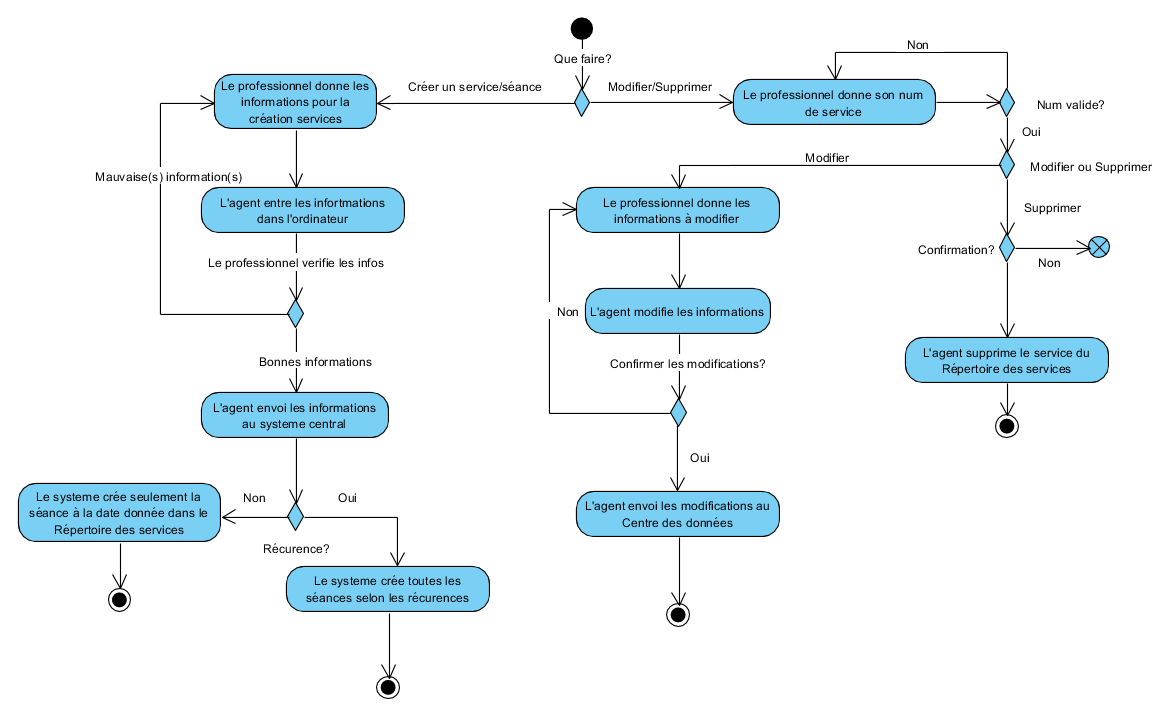 Que faire?
Créer un service/séance
Modifier/Supprimer
Non
Le professionnel donne les
informations pour la
création services
Le professionnel donne son num
de service
Num valide?
Oui
Modifier
Modifier ou Supprimer
Mauvaise(s) information(s)
L'agent entre les infortmations
dans l'ordinateur
Le professionnel donne les
informations à modifier
Supprimer
Confirmation?
Non
Le professionnel verifie les infos
Non
L'agent modifie les informations
Bonnes informations
Confirmer les modifications?
L'agent supprime le service du
Répertoire des services
L'agent envoi les informations
au systeme central
Oui
Le systeme crée seulement la
séance à la date donnée dans le
Répertoire des services
Non
Oui
L'agent envoi les modifications au
Centre des données
Récurence?
Le systeme crée toutes les
séances selon les récurences